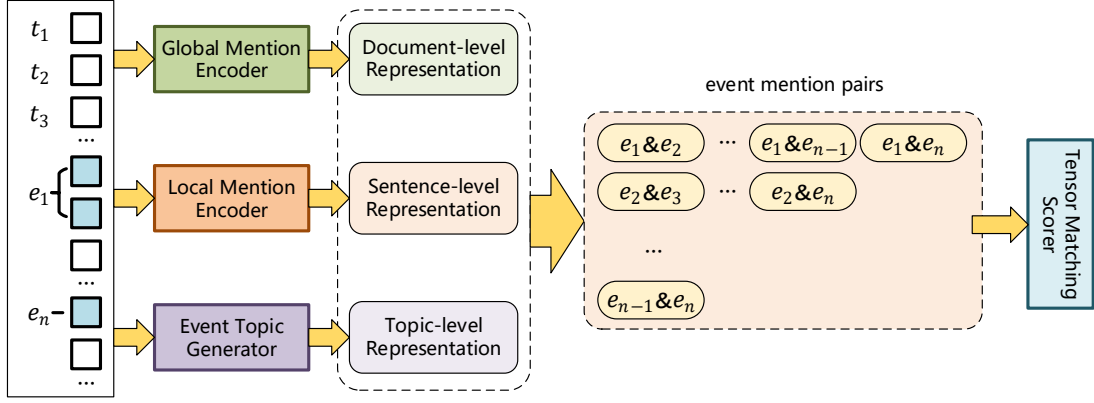 t₁
t₂
t₃
...
e₁
...
eₙ
...
Global Mention
Encoder
Local Mention
Encoder
Event Topic
Generator
Document-level
Representation
Sentence-level
Representation
Topic-level
Representation
event mention pairs
e₁&e₂ ... e₁&eₙ₋₁ e₁&eₙ
e₂&e₃ ... e₂&eₙ
...
eₙ₋₁&eₙ
Tensor Matching
Scorer